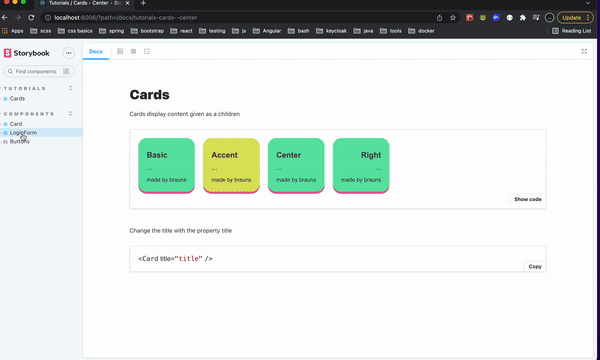 Tutorials / Cards - Center - St
localhost:6006/?path=/docs/tutorials-cards--center
Update
Apps scss css basics spring bootstrap react testing js Angular bash keycloak java tools docker Reading List
Storybook
Docs
Find components /
TUTORIALS
Cards
COMPONENTS
Card
LoginForm
Buttons
Cards
Cards display content given as a children
Basic Accent Center Right
... ... ... ...
made by brauns made by brauns made by brauns made by brauns
Show code
Change the title with the property title
<Card title="title" />
Copy